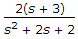 2(s + 3)
s² + 2s + 2